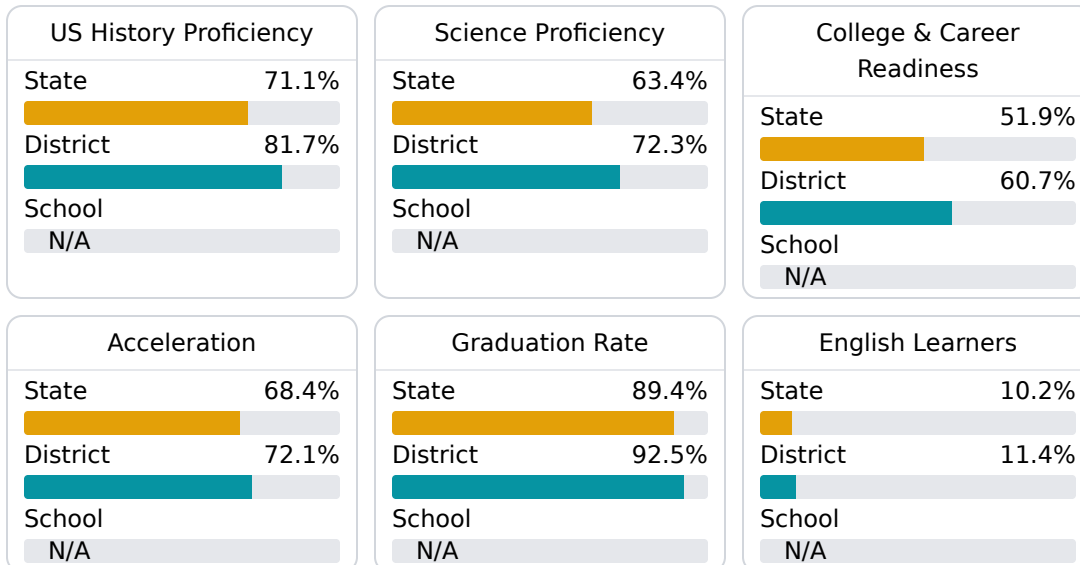 US History Proficiency
State 71.1%
District 81.7%
School
N/A
Science Proficiency
State 63.4%
District 72.3%
School
N/A
College & Career
Readiness
State 51.9%
District 60.7%
School
N/A
Acceleration
State 68.4%
District 72.1%
School
N/A
Graduation Rate
State 89.4%
District 92.5%
School
N/A
English Learners
State 10.2%
District 11.4%
School
N/A